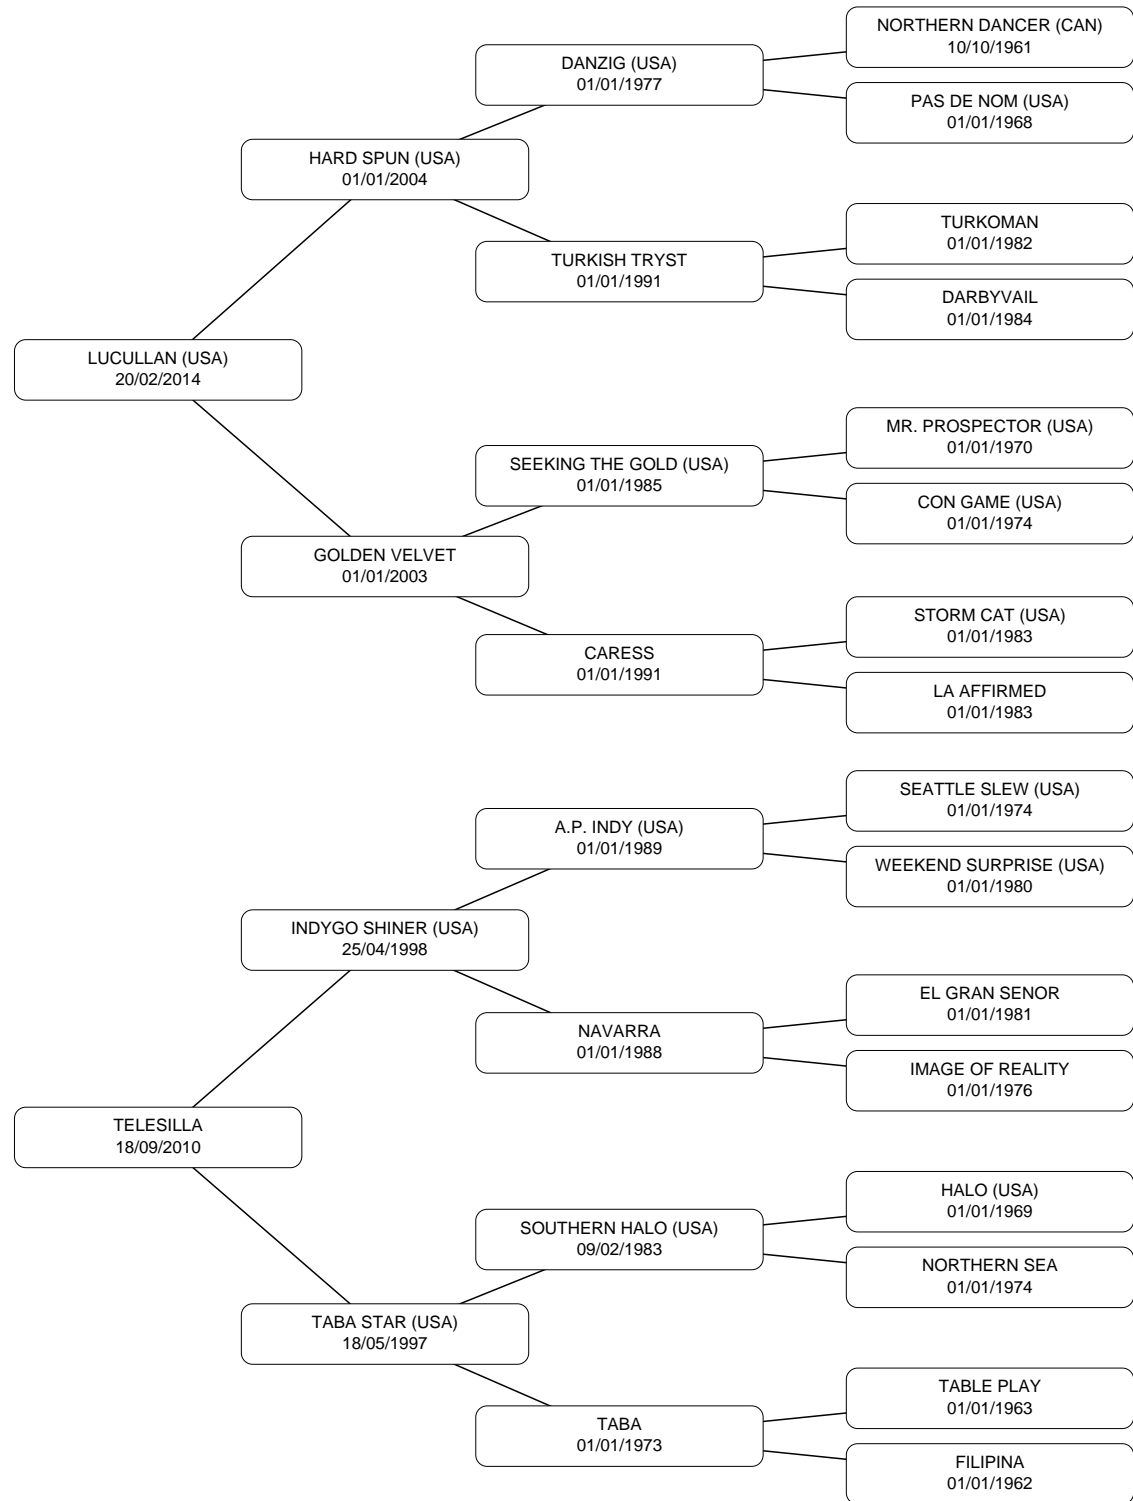 NORTHERN DANCER (CAN)
10/10/1961
DANZIG (USA)
01/01/1977
PAS DE NOM (USA)
01/01/1968
HARD SPUN (USA)
01/01/2004
TURKOMAN
01/01/1982
TURKISH TRYST
01/01/1991
DARBYVAIL
01/01/1984
LUCULLAN (USA)
20/02/2014
MR. PROSPECTOR (USA)
01/01/1970
SEEKING THE GOLD (USA)
01/01/1985
CON GAME (USA)
01/01/1974
GOLDEN VELVET
01/01/2003
STORM CAT (USA)
01/01/1983
CARESS
01/01/1991
LA AFFIRMED
01/01/1983
SEATTLE SLEW (USA)
01/01/1974
A.P. INDY (USA)
01/01/1989
WEEKEND SURPRISE (USA)
01/01/1980
INDYGO SHINER (USA)
25/04/1998
EL GRAN SENOR
01/01/1981
NAVARRA
01/01/1988
IMAGE OF REALITY
01/01/1976
TELESILLA
18/09/2010
HALO (USA)
01/01/1969
SOUTHERN HALO (USA)
09/02/1983
NORTHERN SEA
01/01/1974
TABA STAR (USA)
18/05/1997
TABLE PLAY
01/01/1963
TABA
01/01/1973
FILIPINA
01/01/1962